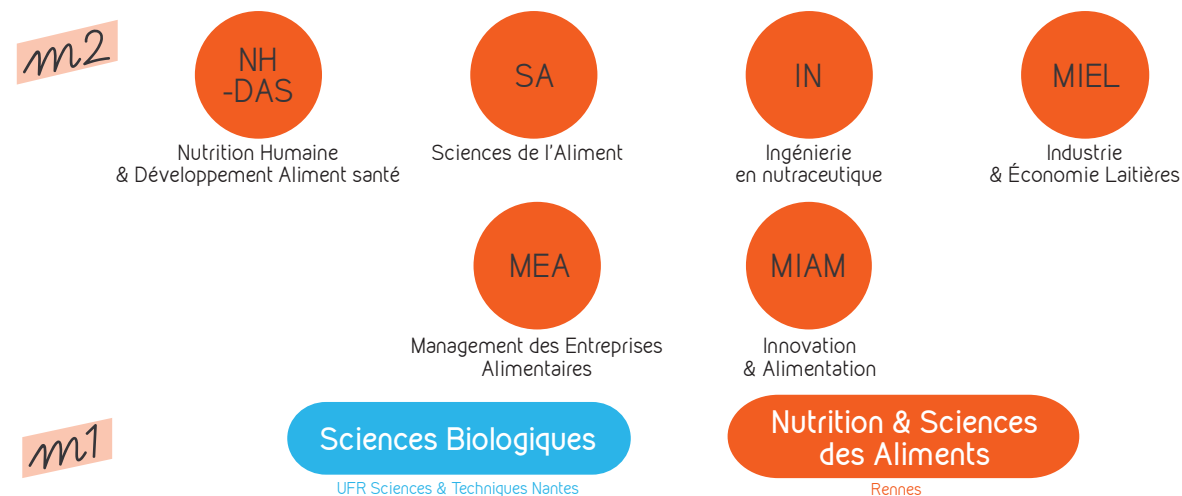 m2
NH
-DAS
Nutrition Humaine
& Développement Aliment santé
SA
Sciences de l'Aliment
IN
Ingénierie
en nutraceutique
MIEL
Industrie
& Économie Laitières
MEA
Management des Entreprises
Alimentaires
MIAM
Innovation
& Alimentation
m1
Sciences Biologiques
UFR Sciences & Techniques Nantes
Nutrition & Sciences
des Aliments
Rennes